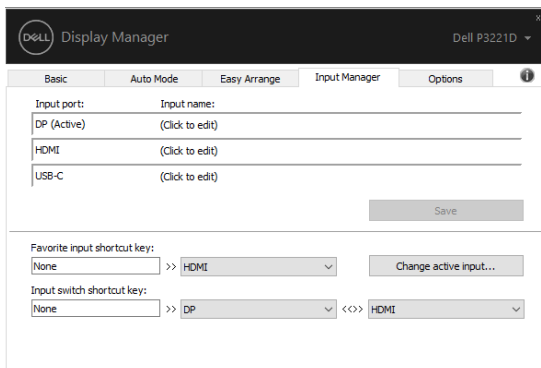 x
DELL Display Manager Dell P3221D
Basic Auto Mode Easy Arrange Input Manager Options i
Input port: Input name:
DP (Active) (Click to edit)
HDMI (Click to edit)
USB-C (Click to edit)
Save
Favorite input shortcut key:
None >> HDMI Change active input...
Input switch shortcut key:
None >> DP <<>> HDMI